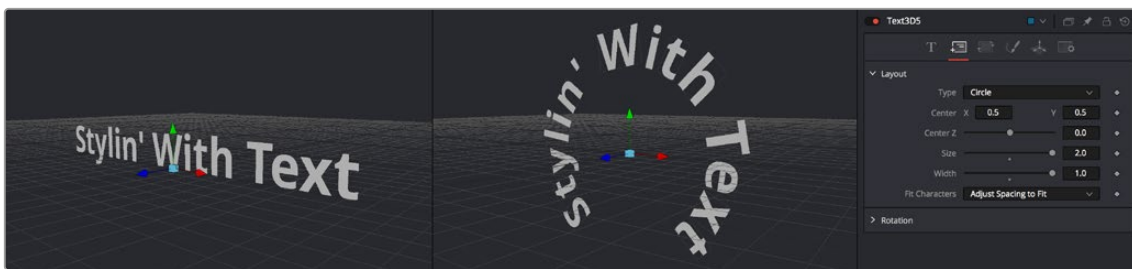 Stylin' With Text
Stylin' With Text
Text3D5
T
Layout
Type Circle
Center X 0.5 Y 0.5
Center Z 0.0
Size 2.0
Width 1.0
Fit Characters Adjust Spacing to Fit
Rotation